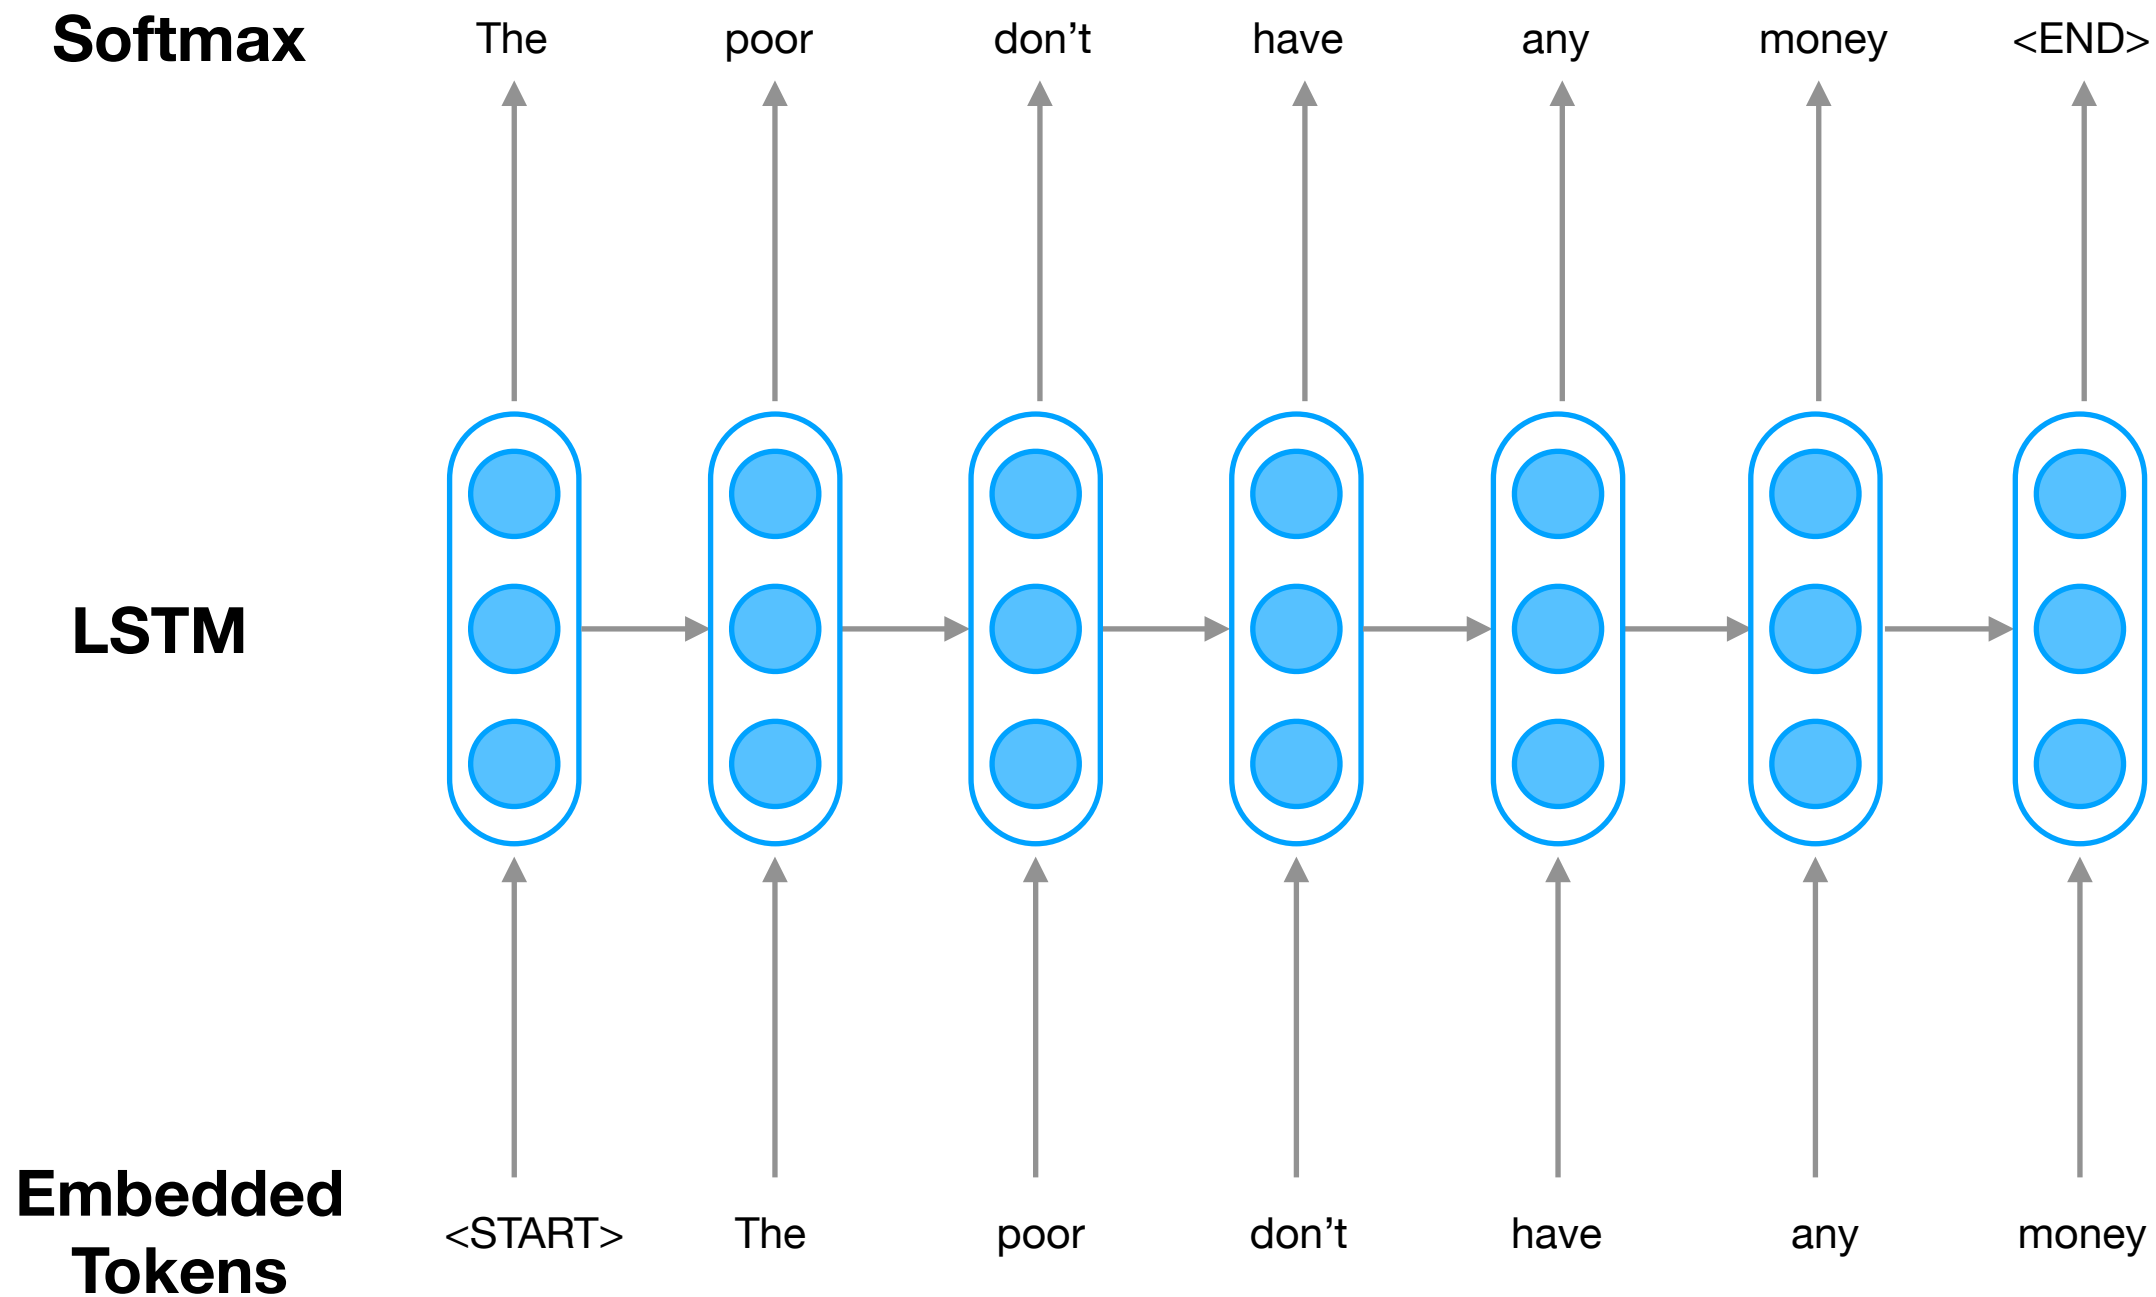 Softmax The poor don’t have any money <END>
LSTM
Embedded
Tokens
<START> The poor don’t have any money